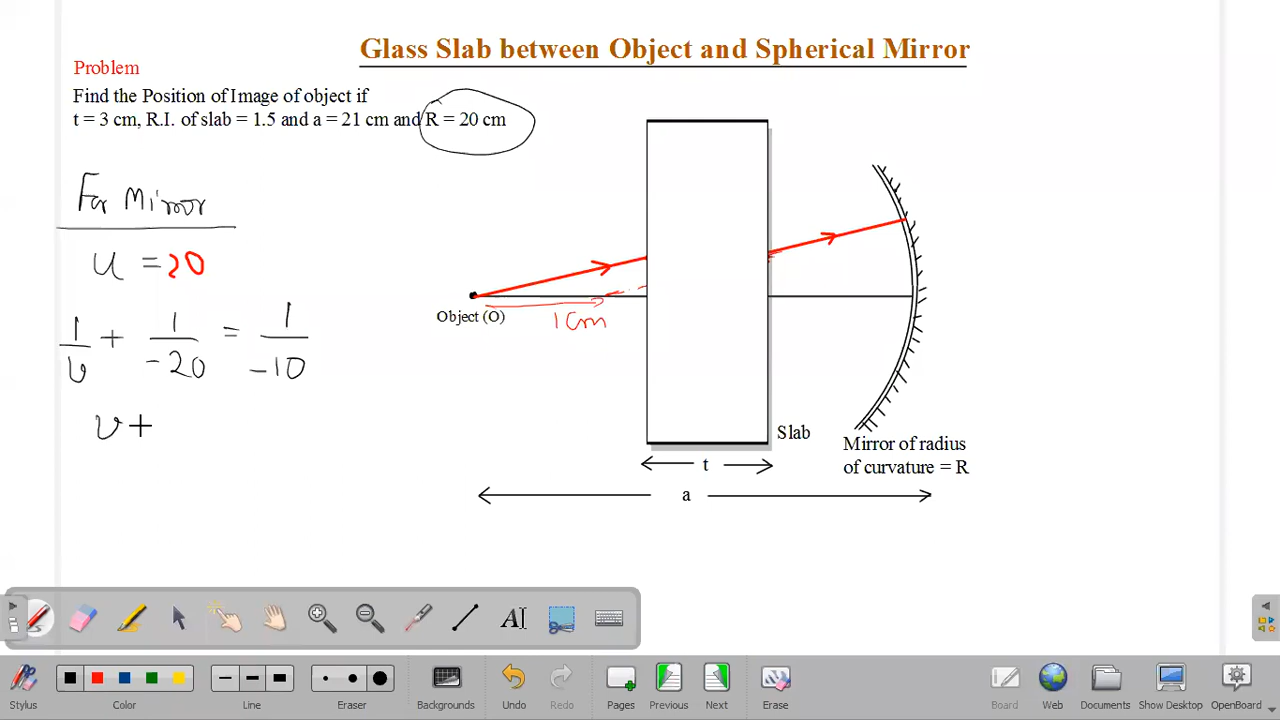 Glass Slab between Object and Spherical Mirror
Problem
Find the Position of Image of object if
t = 3 cm, R.I. of slab = 1.5 and a = 21 cm and R = 20 cm
For Mirror
u = 20
1/v + 1/-20 = 1/-10
v +
Object (O)
1 cm
Slab
Mirror of radius
of curvature = R
t
a
Stylus
Color
Line
Eraser
Backgrounds
Undo
Redo
Pages
Previous
Next
Erase
Board
Web
Documents
Show Desktop
OpenBoard